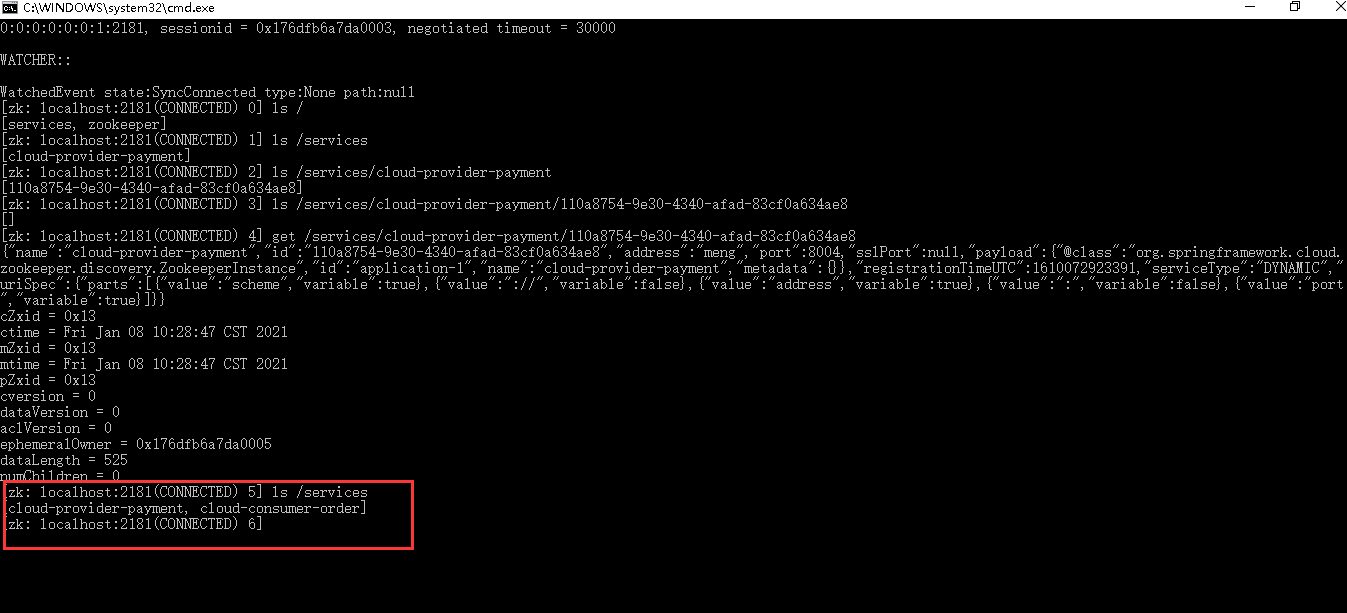 C:\WINDOWS\system32\cmd.exe
0:0:0:0:0:0:1:2181, sessionid = 0x176dfb6a7da0003, negotiated timeout = 30000
WATCHER::
WatchedEvent state:SyncConnected type:None path:null
[zk: localhost:2181(CONNECTED) 0] ls /
[services, zookeeper]
[zk: localhost:2181(CONNECTED) 1] ls /services
[cloud-provider-payment]
[zk: localhost:2181(CONNECTED) 2] ls /services/cloud-provider-payment
[110a8754-9e30-4340-afad-83cf0a634ae8]
[zk: localhost:2181(CONNECTED) 3] ls /services/cloud-provider-payment/110a8754-9e30-4340-afad-83cf0a634ae8
[]
[zk: localhost:2181(CONNECTED) 4] get /services/cloud-provider-payment/110a8754-9e30-4340-afad-83cf0a634ae8
{"name":"cloud-provider-payment","id":"110a8754-9e30-4340-afad-83cf0a634ae8","address":"meng","port":8004,"sslPort":null,"payload":{"@class":"org.springframework.cloud.
zookeeper.discovery.ZookeeperInstance","id":"application-1","name":"cloud-provider-payment","metadata":{}},"registrationTimeUTC":1610072923391,"serviceType":"DYNAMIC","
uriSpec":{"parts":[{"value":"scheme","variable":true},{"value":"://","variable":false},{"value":"address","variable":true},{"value":":","variable":false},{"value":"port
","variable":true}]}}
cZxid = 0x13
ctime = Fri Jan 08 10:28:47 CST 2021
mZxid = 0x13
mtime = Fri Jan 08 10:28:47 CST 2021
pZxid = 0x13
cversion = 0
dataVersion = 0
aclVersion = 0
ephemeralOwner = 0x176dfb6a7da0005
dataLength = 525
numChildren = 0
[zk: localhost:2181(CONNECTED) 5] ls /services
[cloud-provider-payment, cloud-consumer-order]
[zk: localhost:2181(CONNECTED) 6]